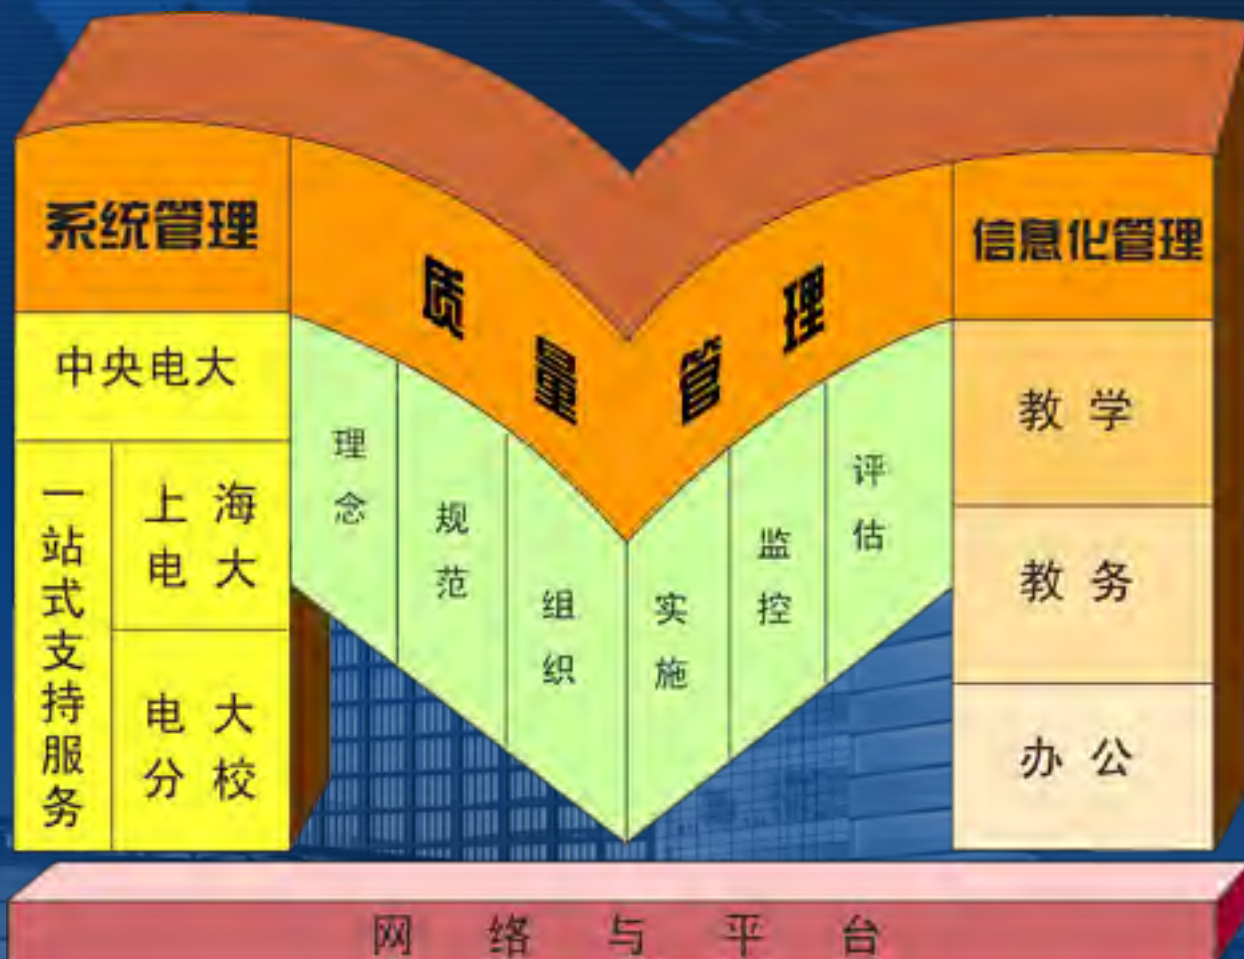 系统管理
质量管理
信息化管理
中央电大
一站式支持服务
上海
电大
电大
分校
理念
规范
组织
实施
监控
评估
教学
教务
办公
网络与平台